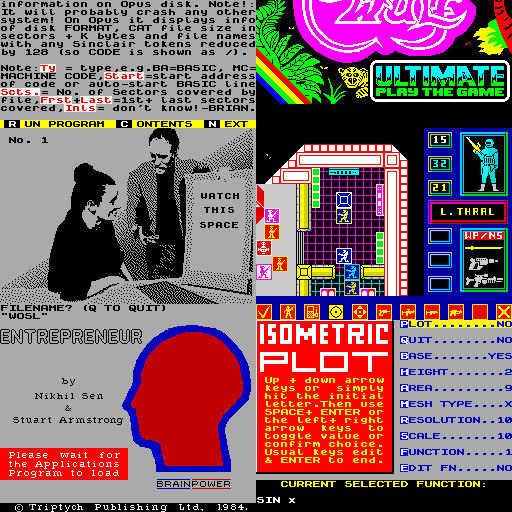 information on Opus disk. Note!:
It will probably crash any other
system! On Opus it displays info
of disk FORMAT, CAT file size in
sectors + K bytes and file names
with any Sinclair tokens reduced
by 128 (so CODE is shown as /).
Note:Ty = type,e.g.BA=BASIC, MC=
MACHINE CODE,Start=start address
of code or auto-start BASIC line
Scts.= No. of Sectors covered by
file,Frst+Last=1st+ last sectors
covered,Ints= don't know!-BRIAN.
R UN PROGRAM C ONTENTS N EXT
No. 1
WATCH
THIS
SPACE
FILENAME? (Q TO QUIT)
"WOSL"
ULTIMATE
PLAY THE GAME
15
32
21
L.THRAL
WP/NS
ENTREPRENEUR
by
Nikhil Sen
&
Stuart Armstrong
Please wait for
the Applications
Program to load
BRAINPOWER
© Triptych Publishing Ltd, 1984.
ISOMETRIC
PLOT
Up + down arrow
keys or simply
hit the initial
letter.Then use
SPACE+ ENTER or
the left+ right
arrow keys to
toggle value or
confirm choice.
Usual keys edit
& ENTER to end.
PLOT.......NO
QUIT.......NO
BASE......YES
HEIGHT......2
AREA........9
MESH TYPE...X
RESOLUTION..10
SCALE......10
FUNCTION....1
EDIT FN....NO
CURRENT SELECTED FUNCTION:
SIN x